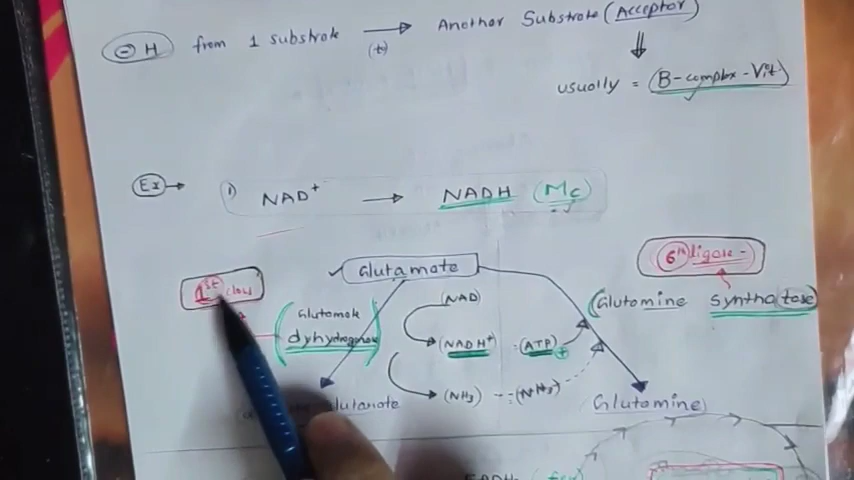 ⊖ H from 1 substrate → Another Substrate (Acceptor)
(t)
⇓
usually = (B-complex-Vit)
Ex → 1) NAD+ → NADH (Mc)
✓ Glutamate
6th ligase -
1st class
(Glutamine synthatase)
Glutamate
(NAD)
(NADH+) : (ATP) +
(NH3) --: (NH3)
Glutamine